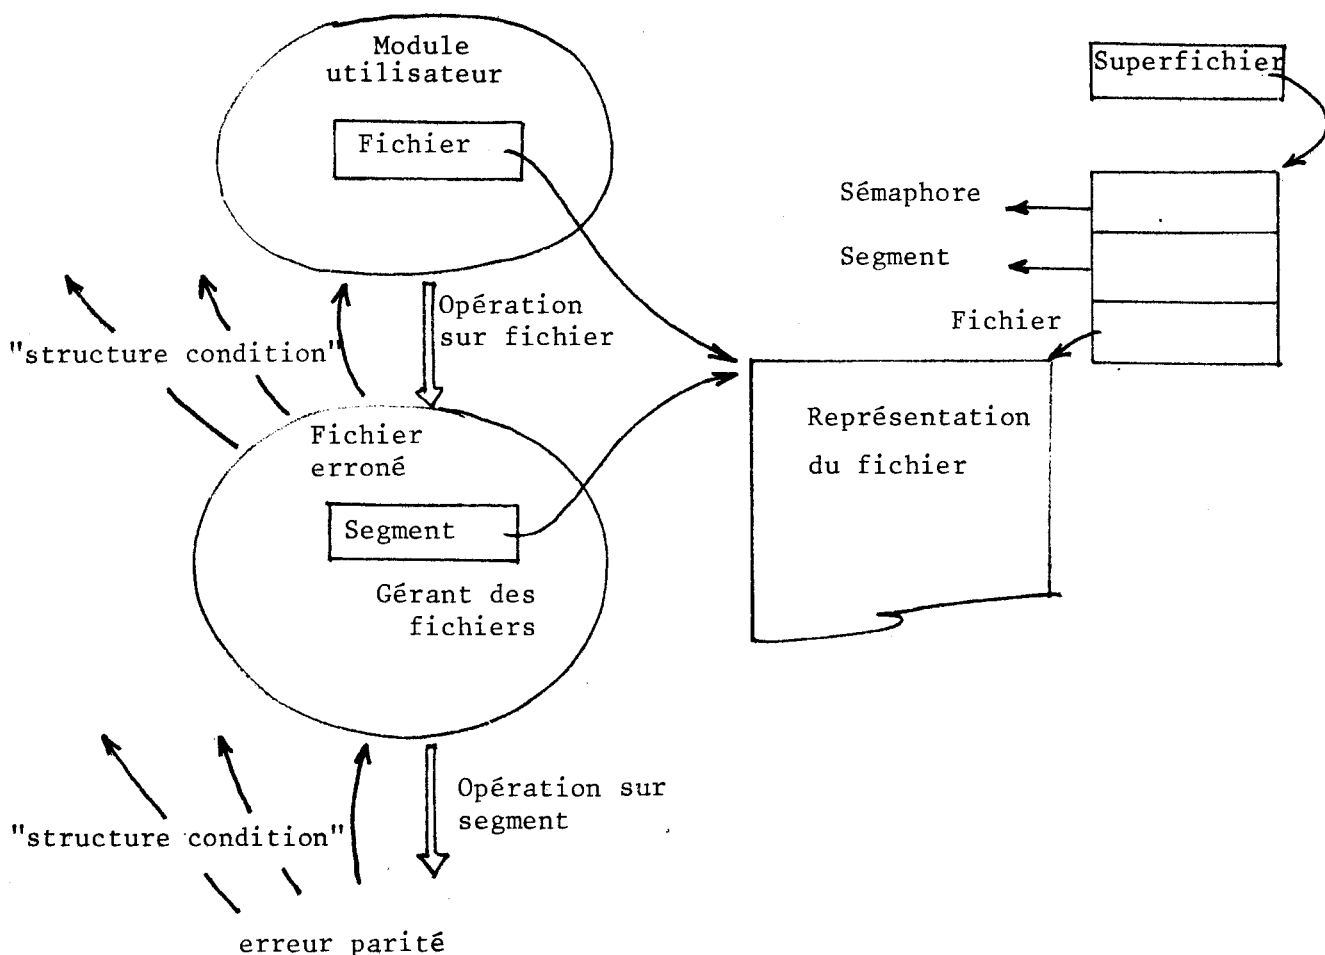 Module
utilisateur
Fichier
Superfichier
Sémaphore
Segment
Fichier
Opération
sur fichier
"structure condition"
Représentation
du fichier
Fichier
erroné
Segment
Gérant des
fichiers
Opération sur
segment
"structure condition"
erreur parité